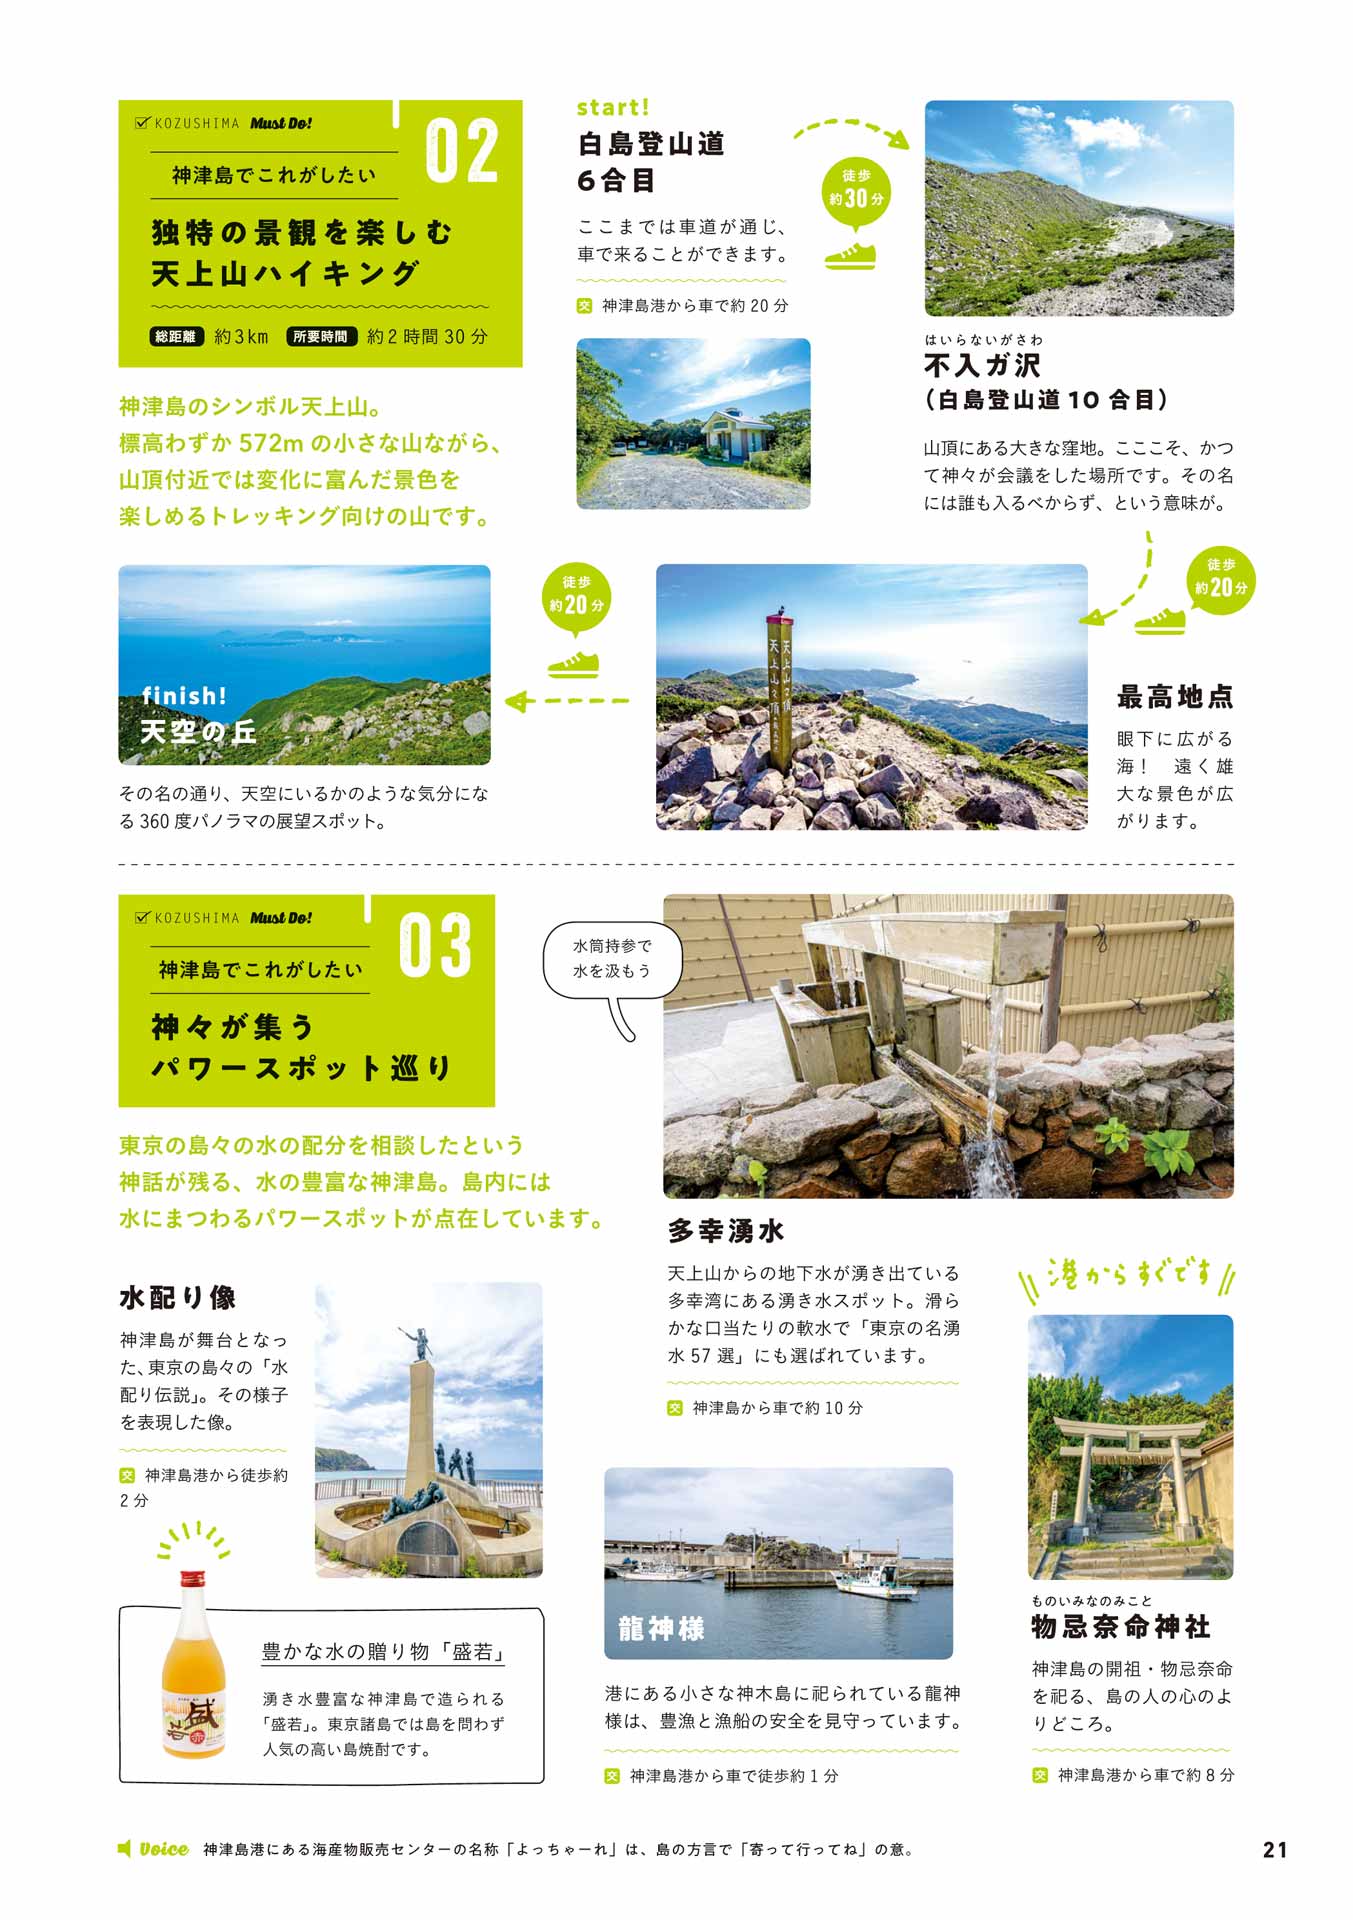 KOZUSHIMA Must Do!
02
神津島でこれがしたい
独特の景観を楽しむ
天上山ハイキング
総距離 約3km 所要時間 約2時間30分
神津島のシンボル天上山。
標高わずか572mの小さな山ながら、
山頂付近では変化に富んだ景色を
楽しめるトレッキング向けの山です。
start!
白島登山道
6合目
ここまでは車道が通じ、
車で来ることができます。
交 神津島港から車で約20分
徒歩
約30分
はいらないがさわ
不入ガ沢
（白島登山道10合目）
山頂にある大きな窪地。こここそ、かつ
て神々が会議をした場所です。その名
には誰も入るべからず、という意味が。
徒歩
約20分
天上山々頂
天上山々頂
最高地点
眼下に広がる
海！　遠く雄
大な景色が広
がります。
徒歩
約20分
finish!
天空の丘
その名の通り、天空にいるかのような気分にな
る360度パノラマの展望スポット。
KOZUSHIMA Must Do!
03
神津島でこれがしたい
神々が集う
パワースポット巡り
東京の島々の水の配分を相談したという
神話が残る、水の豊富な神津島。島内には
水にまつわるパワースポットが点在しています。
水筒持参で
水を汲もう
多幸湧水
天上山からの地下水が湧き出ている
多幸湾にある湧き水スポット。滑ら
かな口当たりの軟水で「東京の名湧
水57選」にも選ばれています。
交 神津島から車で約10分
水配り像
神津島が舞台となっ
た、東京の島々の「水
配り伝説」。その様子
を表現した像。
交 神津島港から徒歩約
2分
盛若
豊かな水の贈り物「盛若」
湧き水豊富な神津島で造られる
「盛若」。東京諸島では島を問わず
人気の高い島焼酎です。
龍神様
港にある小さな神木島に祀られている龍神
様は、豊漁と漁船の安全を見守っています。
交 神津島港から車で徒歩約1分
港からすぐです
ものいみなのみこと
物忌奈命神社
神津島の開祖・物忌奈命
を祀る、島の人の心のよ
りどころ。
交 神津島港から車で約8分
Voice 神津島港にある海産物販売センターの名称「よっちゃーれ」は、島の方言で「寄って行ってね」の意。
21